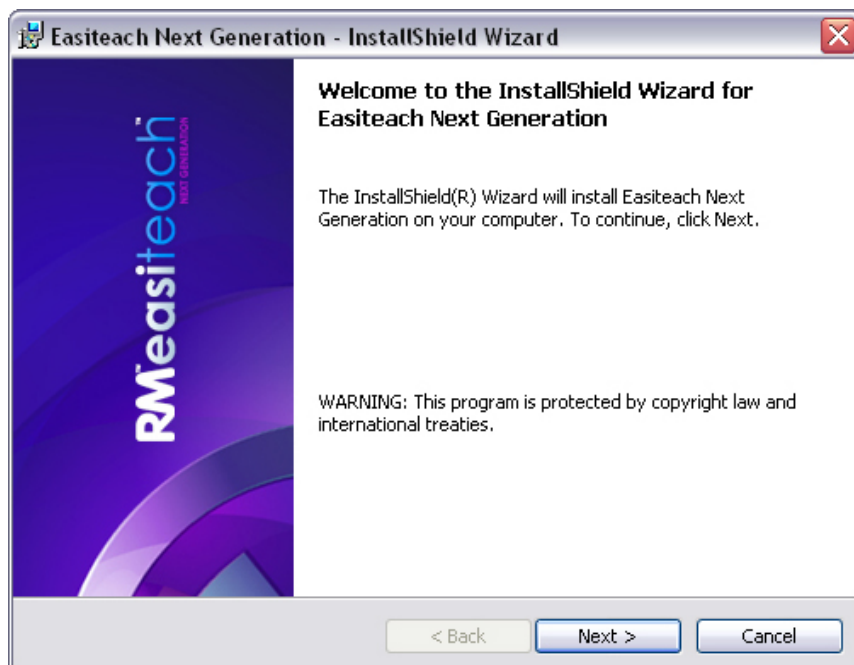 Easiteach Next Generation - InstallShield Wizard
Welcome to the InstallShield Wizard for
Easiteach Next Generation
The InstallShield(R) Wizard will install Easiteach Next
Generation on your computer. To continue, click Next.
WARNING: This program is protected by copyright law and
international treaties.
RM™easiteach™
NEXT GENERATION
< Back
Next >
Cancel